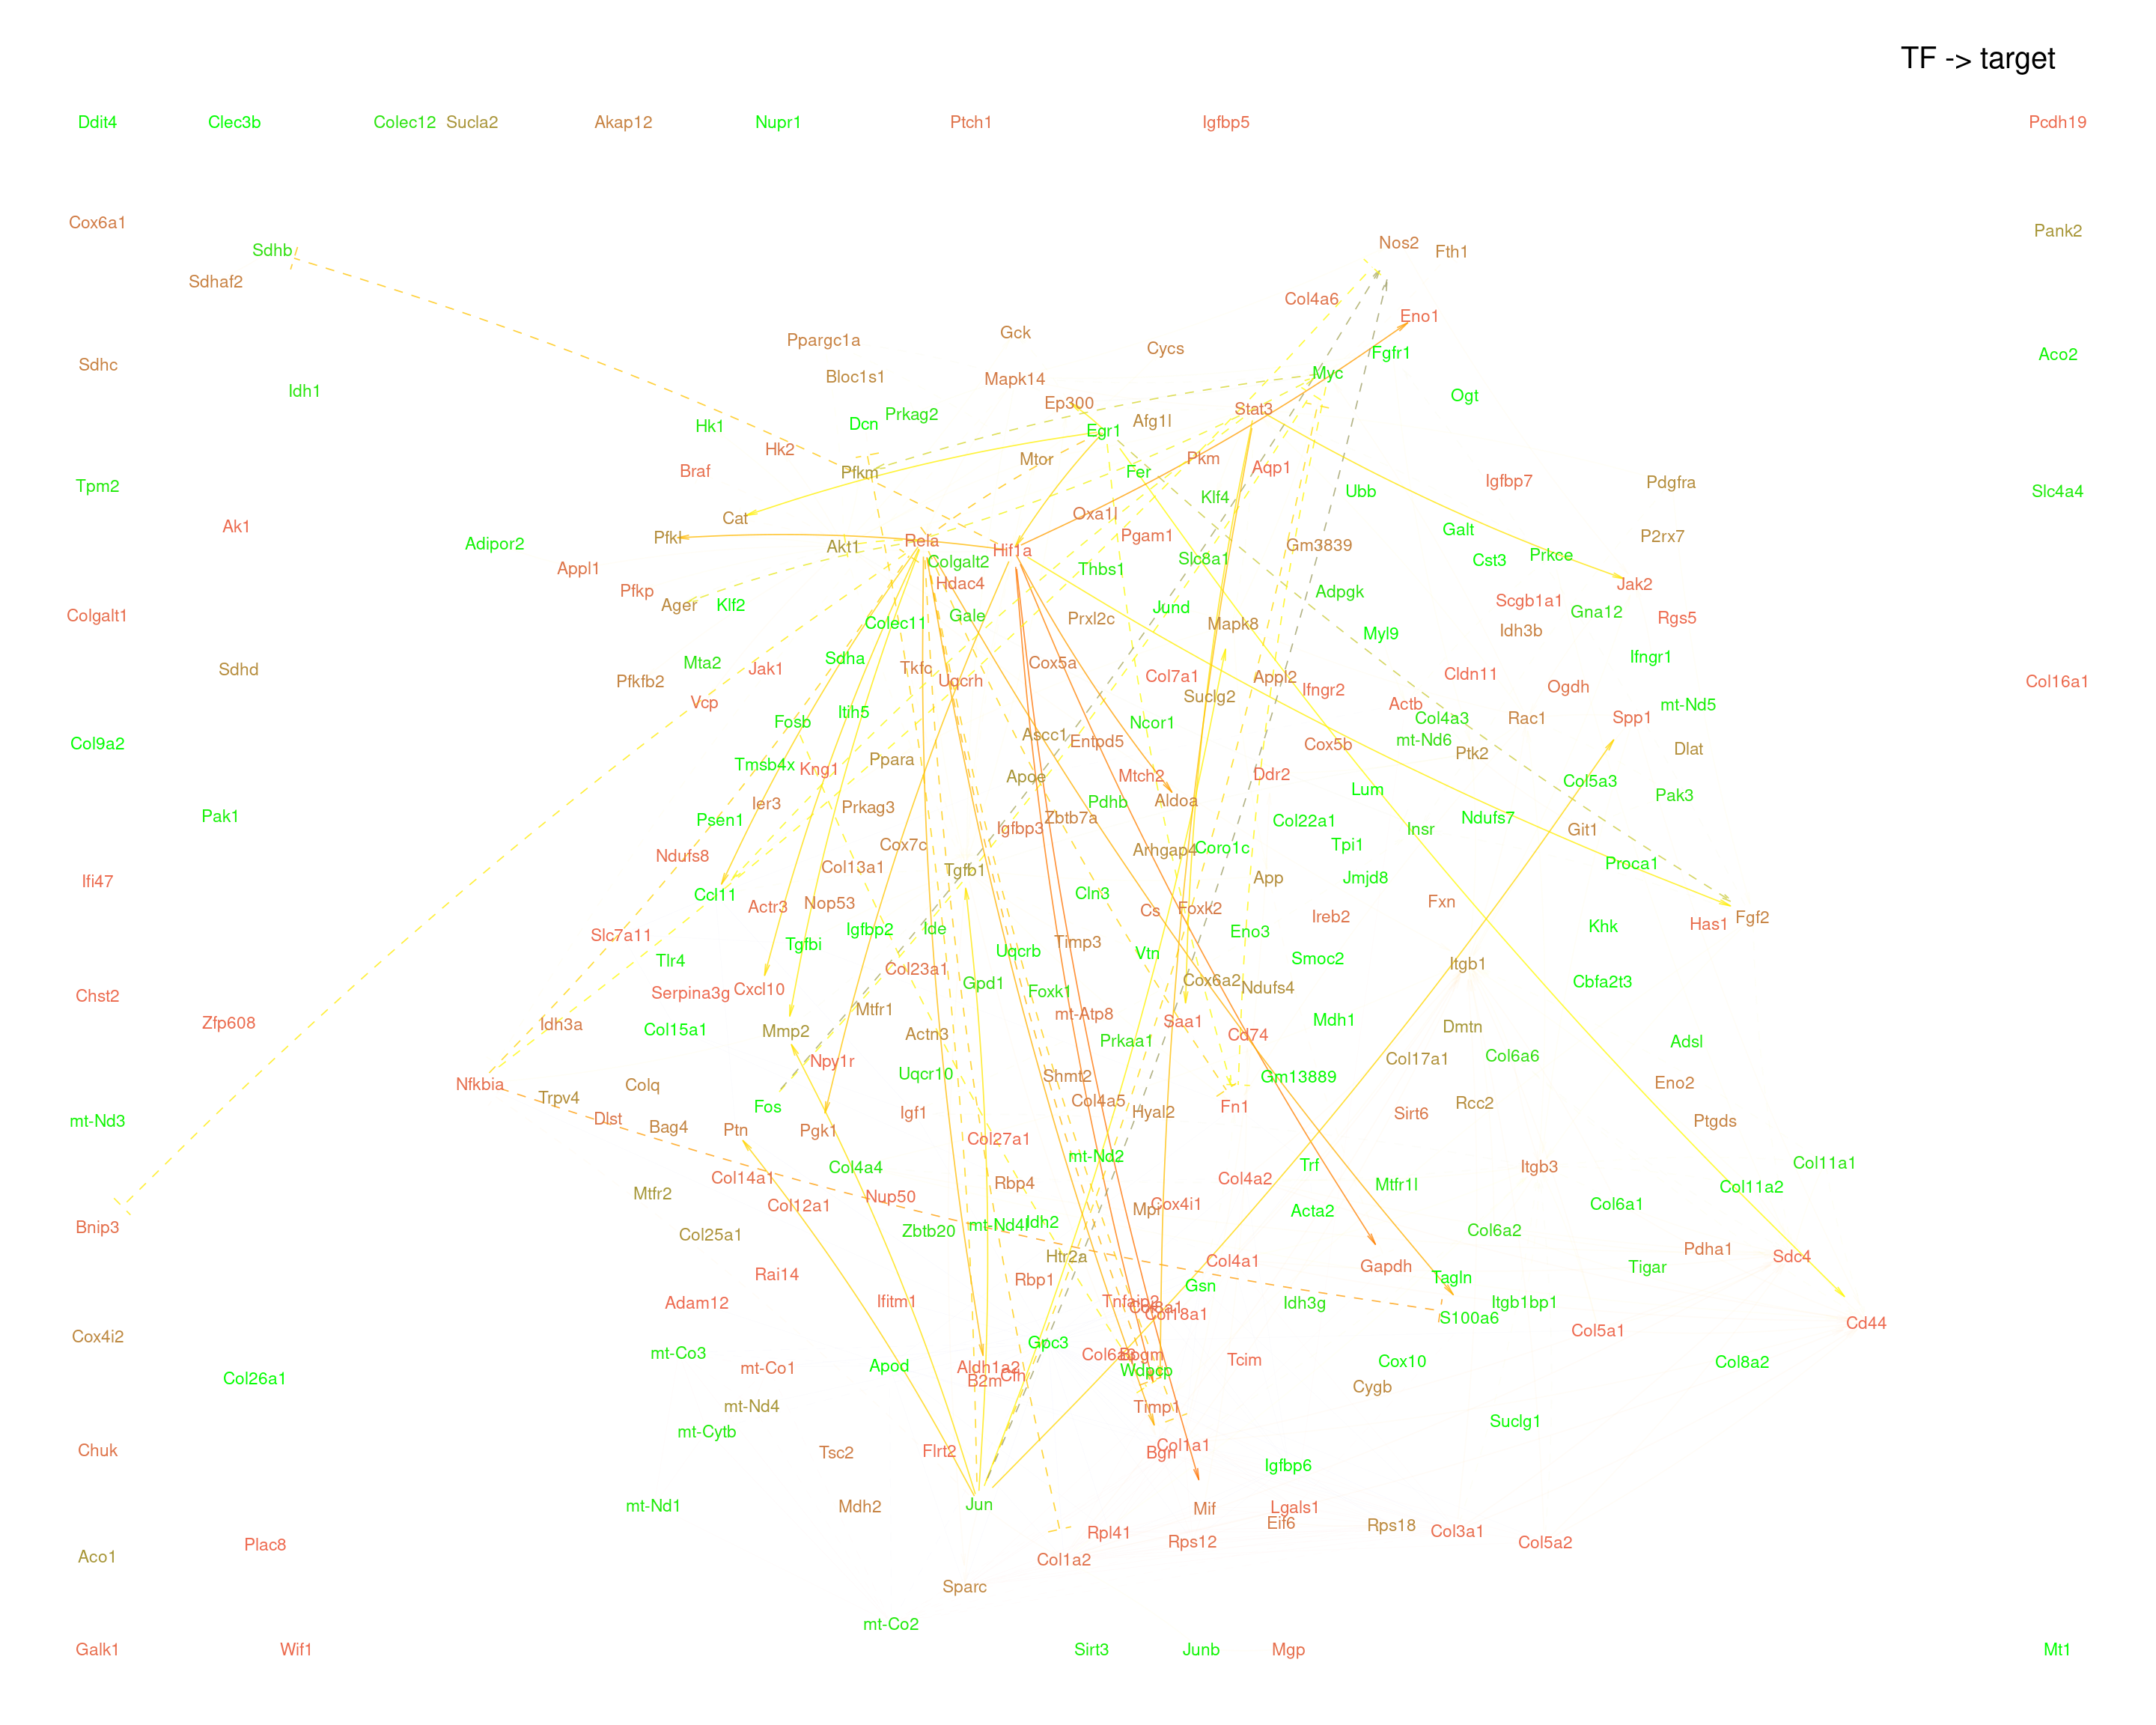 TF -> target
Ddit4 Clec3b Colec12 Sucla2 Akap12 Nupr1 Ptch1 Igfbp5 Pcdh19
Cox6a1 Pank2
Sdhb Nos2 Fth1
Sdhaf2 Col4a6
Eno1
Ppargc1a Gck Cycs Fgfr1 Aco2
Sdhc Bloc1s1 Mapk14 Myc
Idh1 Ep300 Stat3 Ogt
Hk1 Dcn Prkag2 Egr1 Afg1l
Hk2 Mtor Pkm
Braf Pfkm Fer Aqp1 Igfbp7 Pdgfra
Tpm2 Klf4 Ubb Slc4a4
Ak1 Cat Oxa1l Galt
Adipor2 Pfkl Akt1 Rela Hif1a Pgam1 Gm3839 P2rx7
Appl1 Colgalt2 Thbs1 Slc8a1 Cst3 Prkce
Pfkp Hdac4 Adpgk Jak2
Colgalt1 Ager Klf2 Colec11 Gale Prxl2c Jund Mapk8 Scgb1a1 Gna12 Rgs5
Myl9 Idh3b
Sdhd Mta2 Jak1 Sdha Tkfc Cox5a Ifngr1
Pfkfb2 Uqcrh Col7a1 Appl2 Cldn11 Col16a1
Vcp Suclg2 Ifngr2 Actb Ogdh mt-Nd5
Fosb Itih5 Ncor1 Col4a3 Rac1 Spp1
Col9a2 Ascc1 Entpd5 Cox5b mt-Nd6 Ptk2 Dlat
Tmsb4x Kng1 Ppara Apoe Mtch2 Ddr2 Col5a3
Ier3 Prkag3 Pdhb Aldoa Lum Pak3
Pak1 Psen1 Igfbp3 Zbtb7a Col22a1 Insr Ndufs7 Git1
Ndufs8 Cox7c Arhgap4 Coro1c Tpi1
Ifi47 Col13a1 Tgfb1 App Jmjd8 Proca1
Ccl11 Actr3 Nop53 Cln3 Cs Foxk2 Ireb2 Fxn Has1 Fgf2
Slc7a11 Tgfbi Igfbp2 Ide Timp3 Eno3 Khk
Tlr4 Col23a1 Uqcrb Vtn Smoc2 Itgb1
Chst2 Serpina3g Cxcl10 Gpd1 Foxk1 Cox6a2 Ndufs4 Cbfa2t3
Zfp608 Idh3a Col15a1 Mmp2 Mtfr1 Actn3 mt-Atp8 Saa1 Cd74 Mdh1 Dmtn
Npy1r Prkaa1 Col17a1 Col6a6 Adsl
Nfkbia Trpv4 Colq Uqcr10 Shmt2 Gm13889 Eno2
mt-Nd3 Dlst Bag4 Ptn Fos Pgk1 Igf1 Col4a5 Hyal2 Fn1 Sirt6 Rcc2 Ptgds
Col27a1
Col14a1 Col4a4 mt-Nd2 Trf Itgb3 Col11a1
Mtfr2 Col12a1 Nup50 Rbp4 Col4a2 Mtfr1l Col11a2
Bnip3 Col25a1 Zbtb20 mt-Nd4l Idh2 Mpi Cox4i1 Acta2 Col6a2 Col6a1
Rai14 Htr2a Col4a1 Gapdh Pdha1 Sdc4
Adam12 Ifitm1 Rbp1 Gsn Tagln Tigar
Cox4i2 Tnfaip2 Col8a1 Col18a1 Idh3g S100a6 Itgb1bp1 Col5a1 Cd44
mt-Co3 Gpc3
Col26a1 mt-Co1 Apod Aldh1a2 B2m Cfh Col6a3 Bpgm Wdpcp Tcim Cox10 Col8a2
mt-Nd4 Timp1 Cygb
mt-Cytb Suclg1
Chuk Tsc2 Flrt2 Bgn Col1a1 Igfbp6
mt-Nd1 Mdh2 Jun Mif Lgals1
Plac8 Rpl41 Rps12 Eif6 Rps18 Col3a1 Col5a2
Aco1 Col1a2
Sparc
mt-Co2
Galk1 Wif1 Sirt3 Junb Mgp Mt1